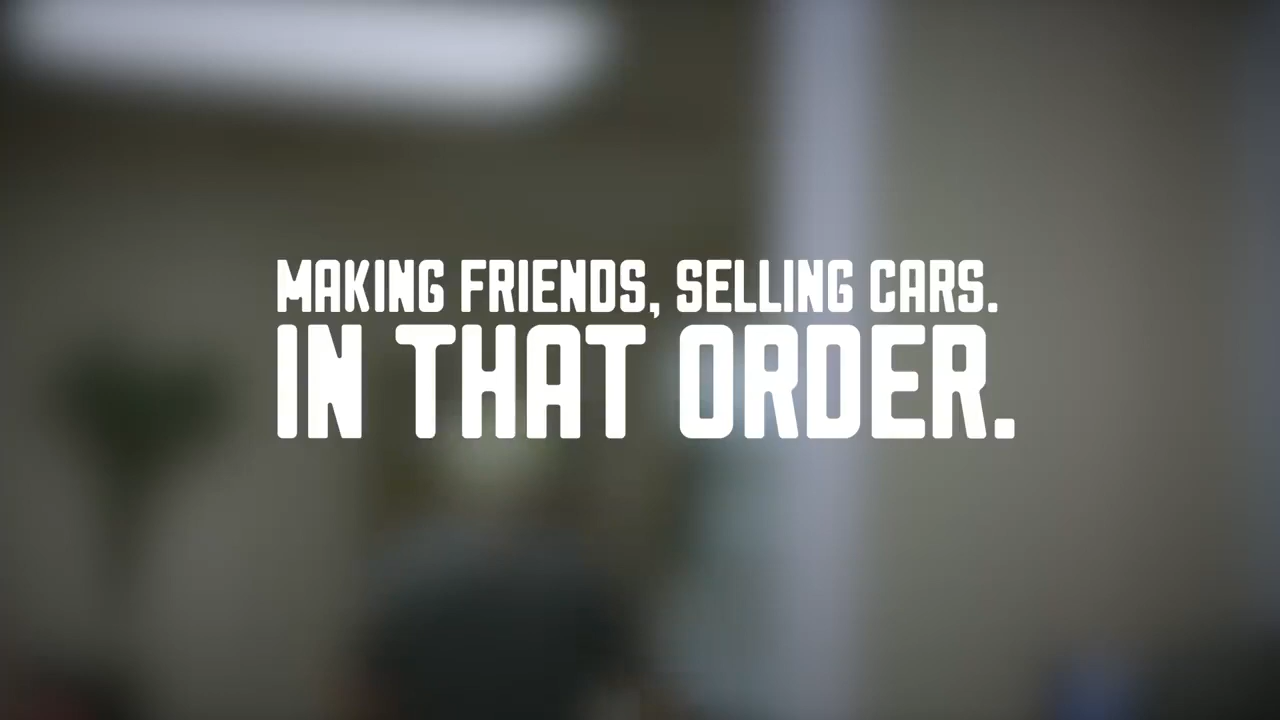 MAKING FRIENDS, SELLING CARS.
IN THAT ORDER.